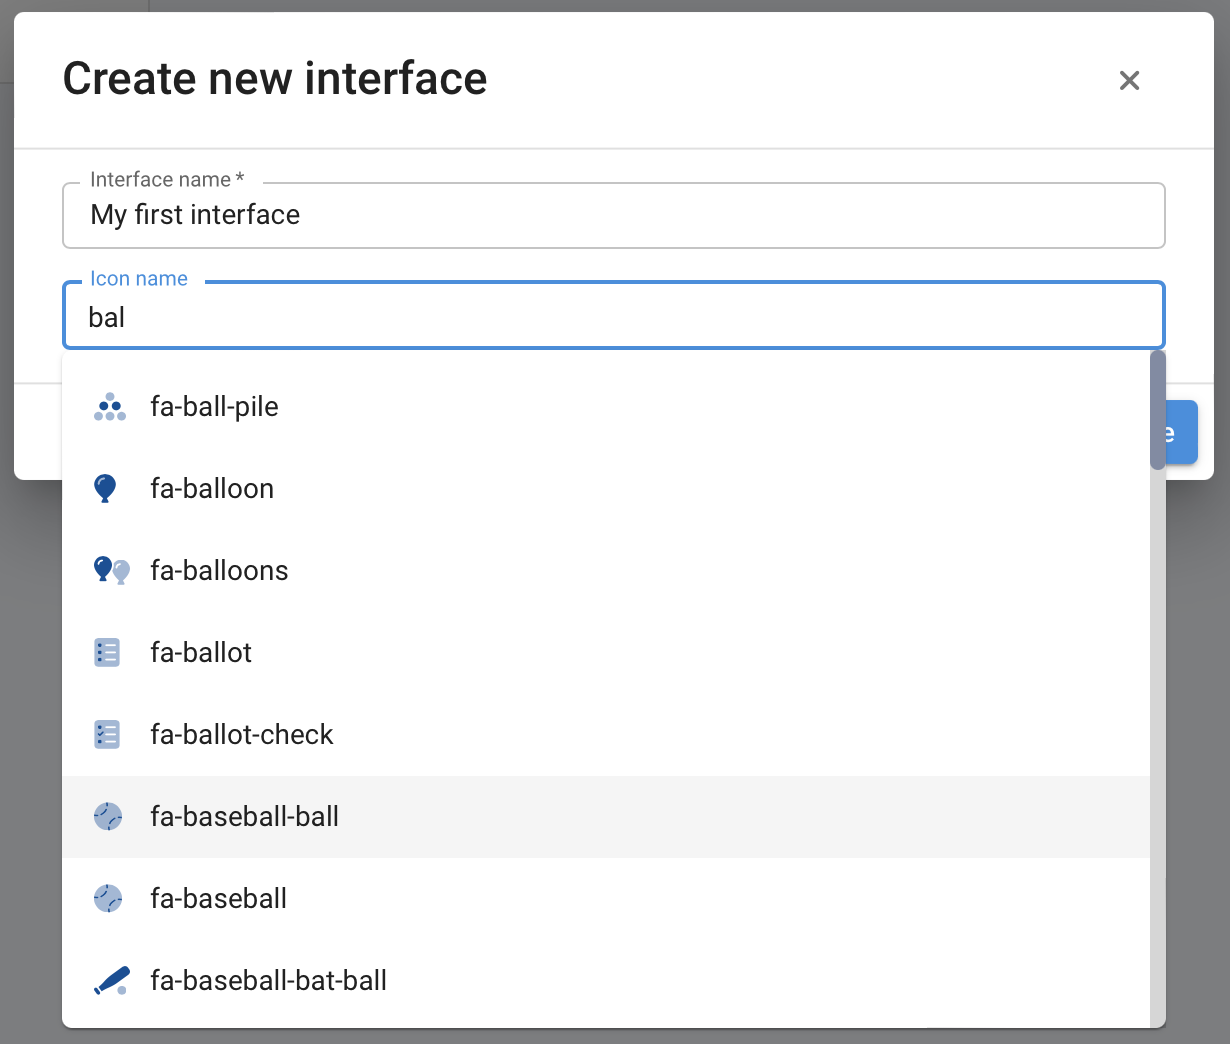 Create new interface
Interface name *
My first interface
Icon name
bal
fa-ball-pile
fa-balloon
fa-balloons
fa-ballot
fa-ballot-check
fa-baseball-ball
fa-baseball
fa-baseball-bat-ball